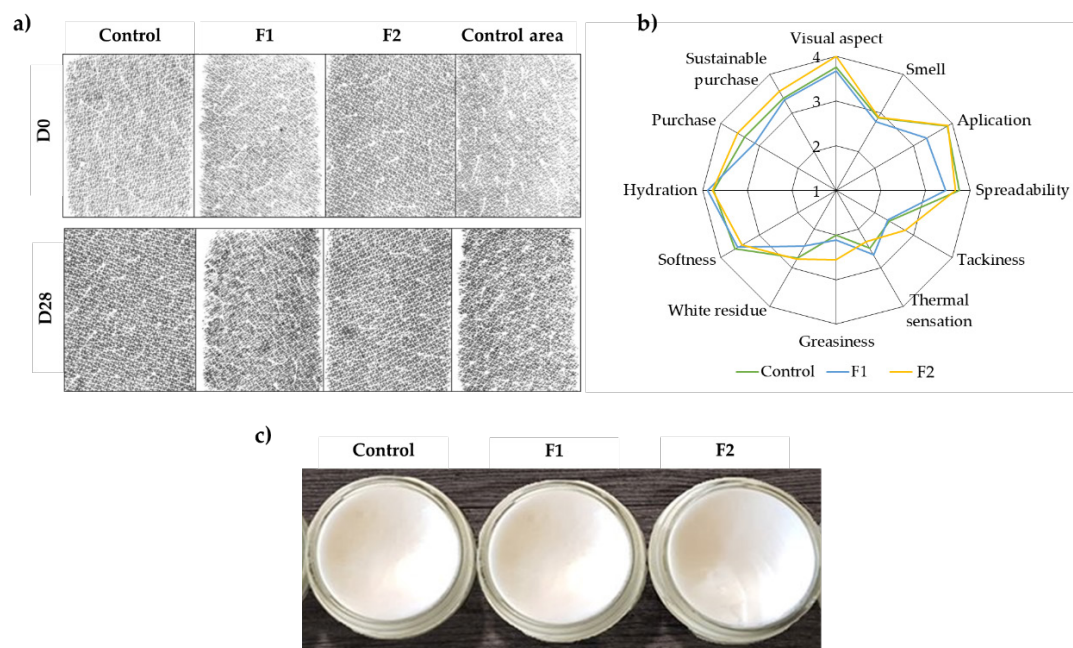 a)
Control
F1
F2
Control area
D0
D28
b)
Visual aspect
Smell
Aplication
Spreadability
Tackiness
Thermal
sensation
Greasiness
White residue
Softness
Hydration
Purchase
Sustainable
purchase
4
3
2
1
Control
F1
F2
c)
Control
F1
F2